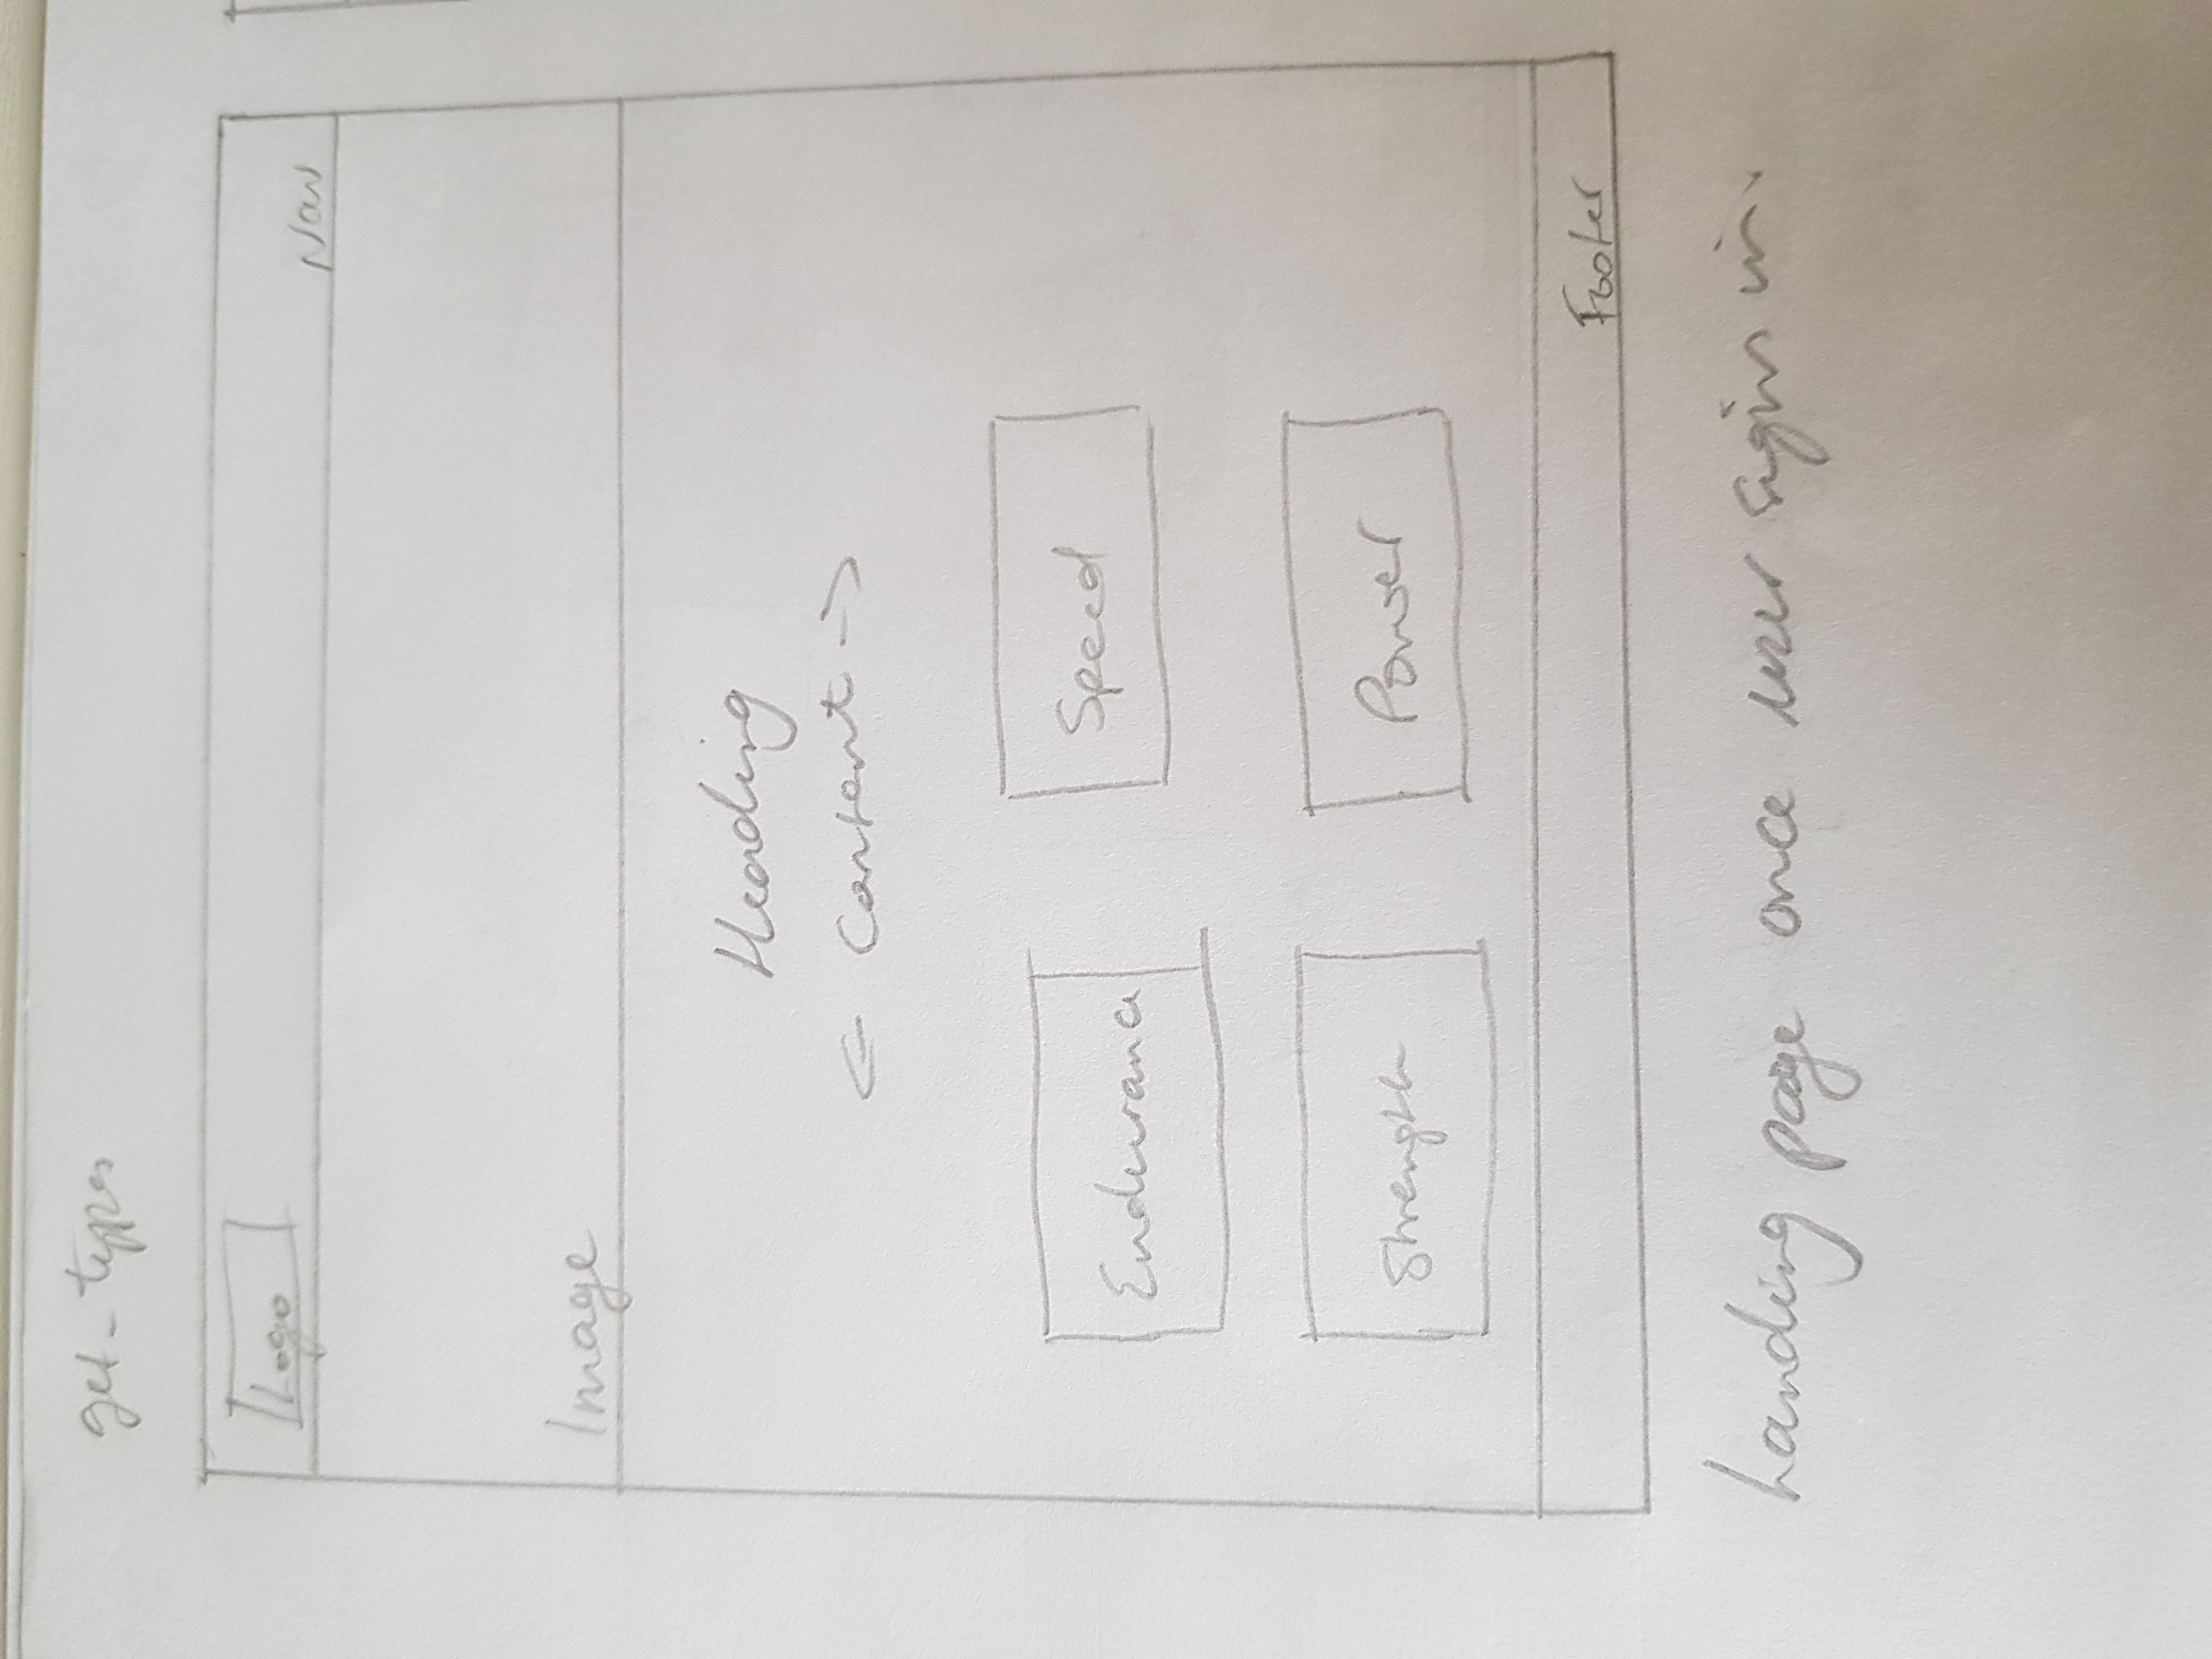 get_types
Logo
Nav
Image
Heading
<- Content ->
Endurance
Speed
Strength
Power
Footer
Landing page once user signs in.